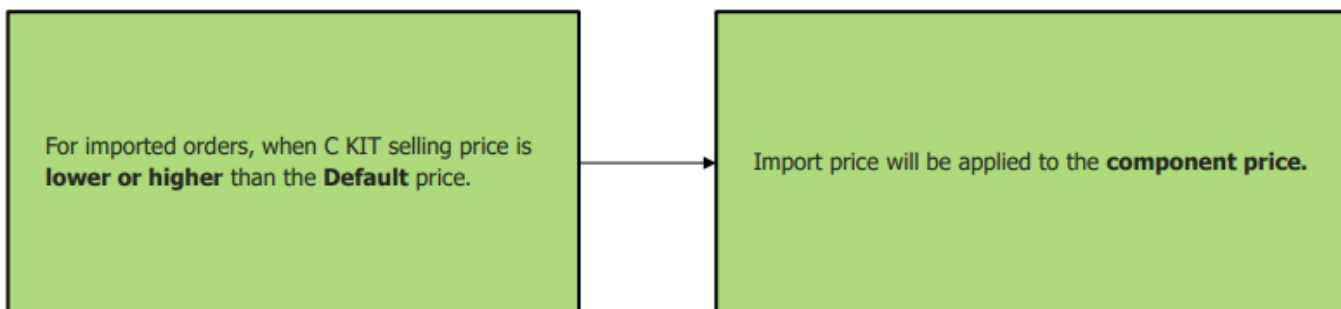 For imported orders, when C KIT selling price is
lower or higher than the Default price.
Import price will be applied to the component price.